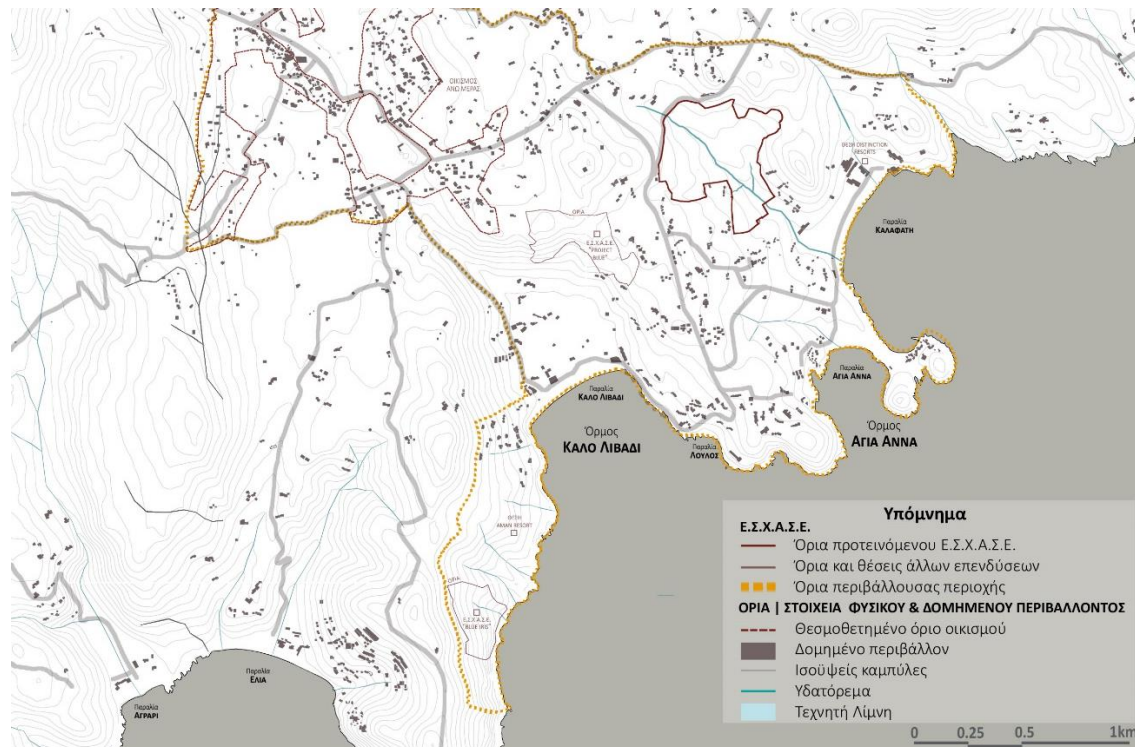 ΟΙΚΙΣΜΟΣ
ΑΝΩ ΜΕΡΑΣ
ΘΕΣΗ DISTINCTION
RESORTS
ΟΡΙΑ
Ε.Σ.Χ.Α.Σ.Ε.
"PROJECT
Παραλία
ΚΑΛΑΦΑΤΗ
Παραλία
ΑΓΙΑ ΑΝΝΑ
Παραλία
ΚΑΛΟ ΛΙΒΑΔΙ
Όρμος
ΚΑΛΟ ΛΙΒΑΔΙ
Όρμος
ΑΓΙΑ ΑΝΝΑ
Παραλία
ΛΟΥΛΟΣ
ΘΕΣΗ
AMAN RESORT
ΟΡΙΑ
Ε.Σ.Χ.Α.Σ.Ε.
"BLUE IRIS"
Παραλία
ΕΛΙΑ
Παραλία
ΑΓΡΑΡΙ
Υπόμνημα
Ε.Σ.Χ.Α.Σ.Ε.
Όρια προτεινόμενου Ε.Σ.Χ.Α.Σ.Ε.
Όρια και θέσεις άλλων επενδύσεων
Όρια περιβάλλουσας περιοχής
ΟΡΙΑ | ΣΤΟΙΧΕΙΑ ΦΥΣΙΚΟΥ & ΔΟΜΗΜΕΝΟΥ ΠΕΡΙΒΑΛΛΟΝΤΟΣ
Θεσμοθετημένο όριο οικισμού
Δομημένο περιβάλλον
Ισοϋψείς καμπύλες
Υδατόρεμα
Τεχνητή Λίμνη
0 0.25 0.5 1km